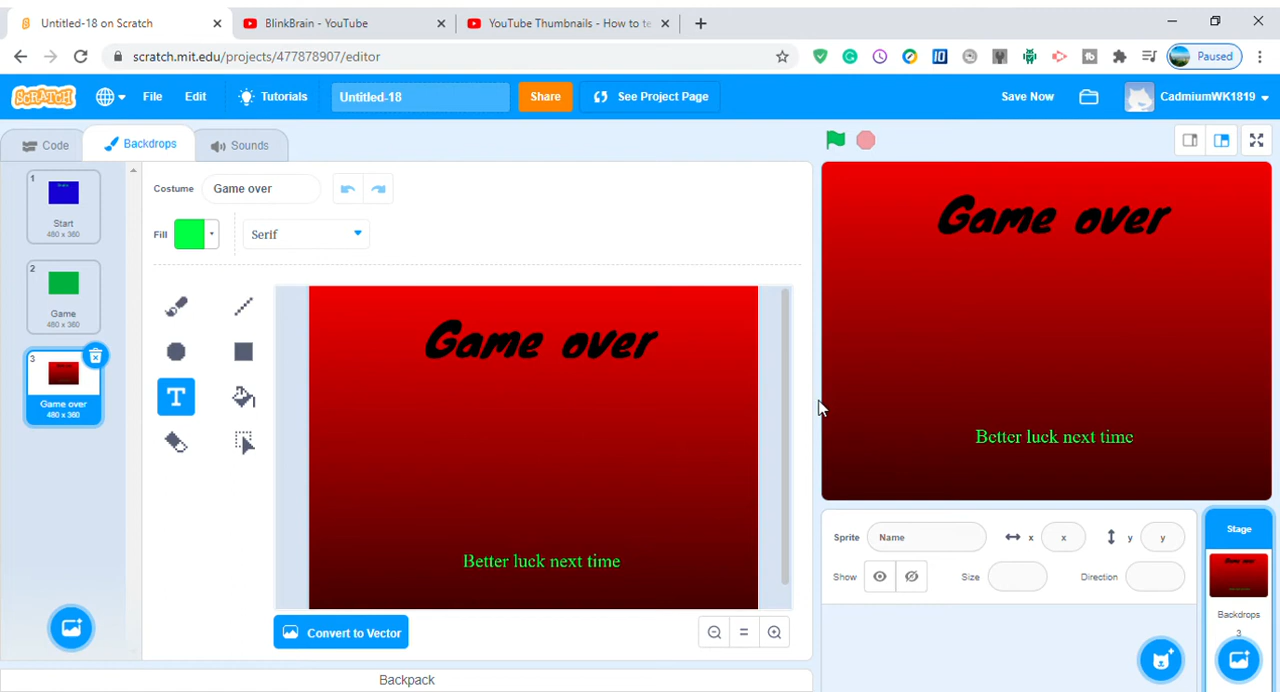 Untitled-18 on Scratch
BlinkBrain - YouTube
YouTube Thumbnails - How to te
scratch.mit.edu/projects/477878907/editor
Paused
SCRATCH
File
Edit
Tutorials
Untitled-18
Share
See Project Page
Save Now
CadmiumWK1819
Code
Backdrops
Sounds
1
Start
480 x 360
2
Game
480 x 360
3
Game over
480 x 360
Costume
Game over
Fill
Serif
T
Game over
Better luck next time
Convert to Vector
Backpack
Game over
Better luck next time
Sprite
Name
x
x
y
y
Show
Size
Direction
Stage
Backdrops
3